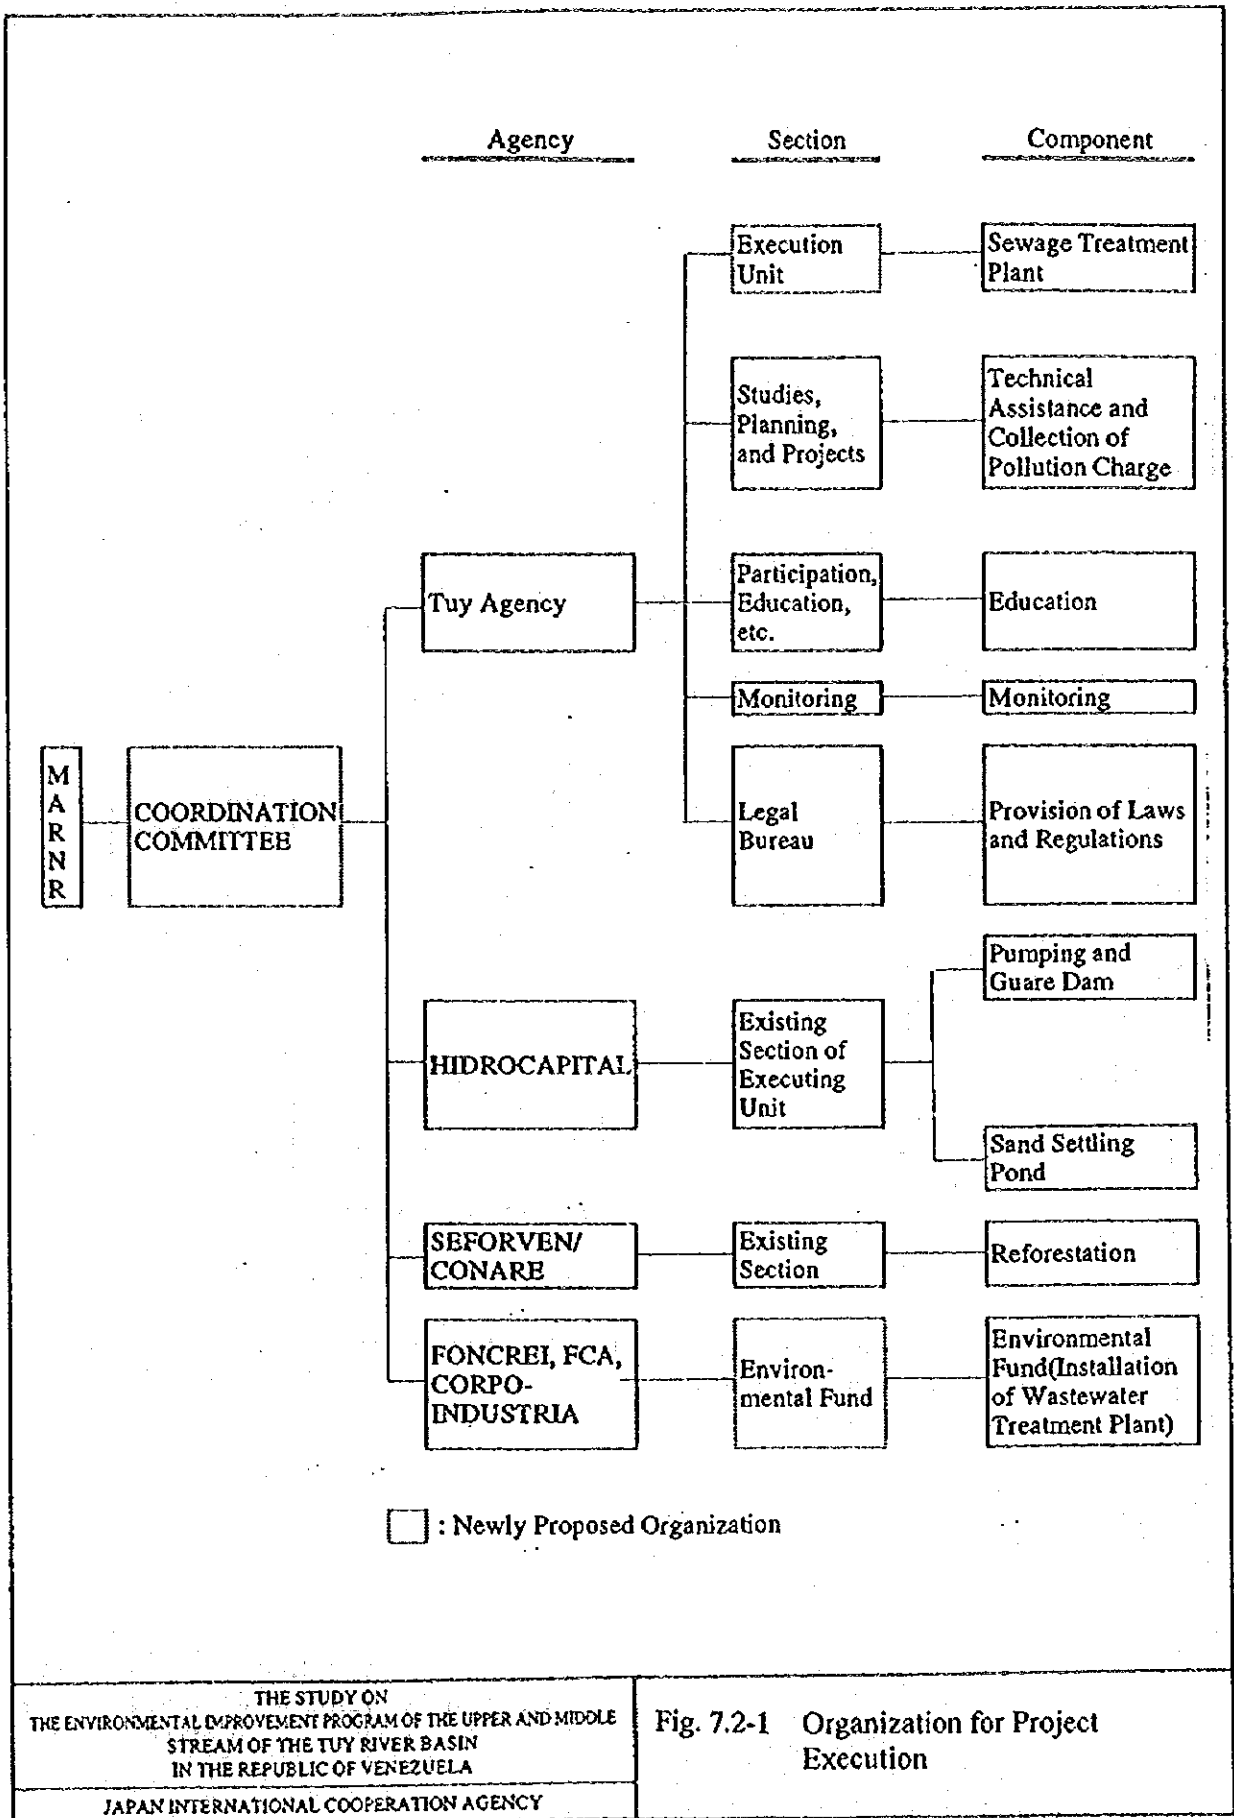 Agency Section Component
Execution
Unit
Sewage Treatment
Plant
Studies,
Planning,
and Projects
Technical
Assistance and
Collection of
Pollution Charge
Tuy Agency
Participation,
Education,
etc.
Education
Monitoring
Monitoring
M
A
R
N
R
COORDINATION
COMMITTEE
Legal
Bureau
Provision of Laws
and Regulations
HIDROCAPITAL
Existing
Section of
Executing
Unit
Pumping and
Guare Dam
Sand Settling
Pond
SEFORVEN/
CONARE
Existing
Section
Reforestation
FONCREI, FCA,
CORPO-
INDUSTRIA
Environ-
mental Fund
Environmental
Fund(Installation
of Wastewater
Treatment Plant)
: Newly Proposed Organization
THE STUDY ON
THE ENVIRONMENTAL IMPROVEMENT PROGRAM OF THE UPPER AND MIDDLE
STREAM OF THE TUY RIVER BASIN
IN THE REPUBLIC OF VENEZUELA
JAPAN INTERNATIONAL COOPERATION AGENCY
Fig. 7.2-1 Organization for Project
Execution